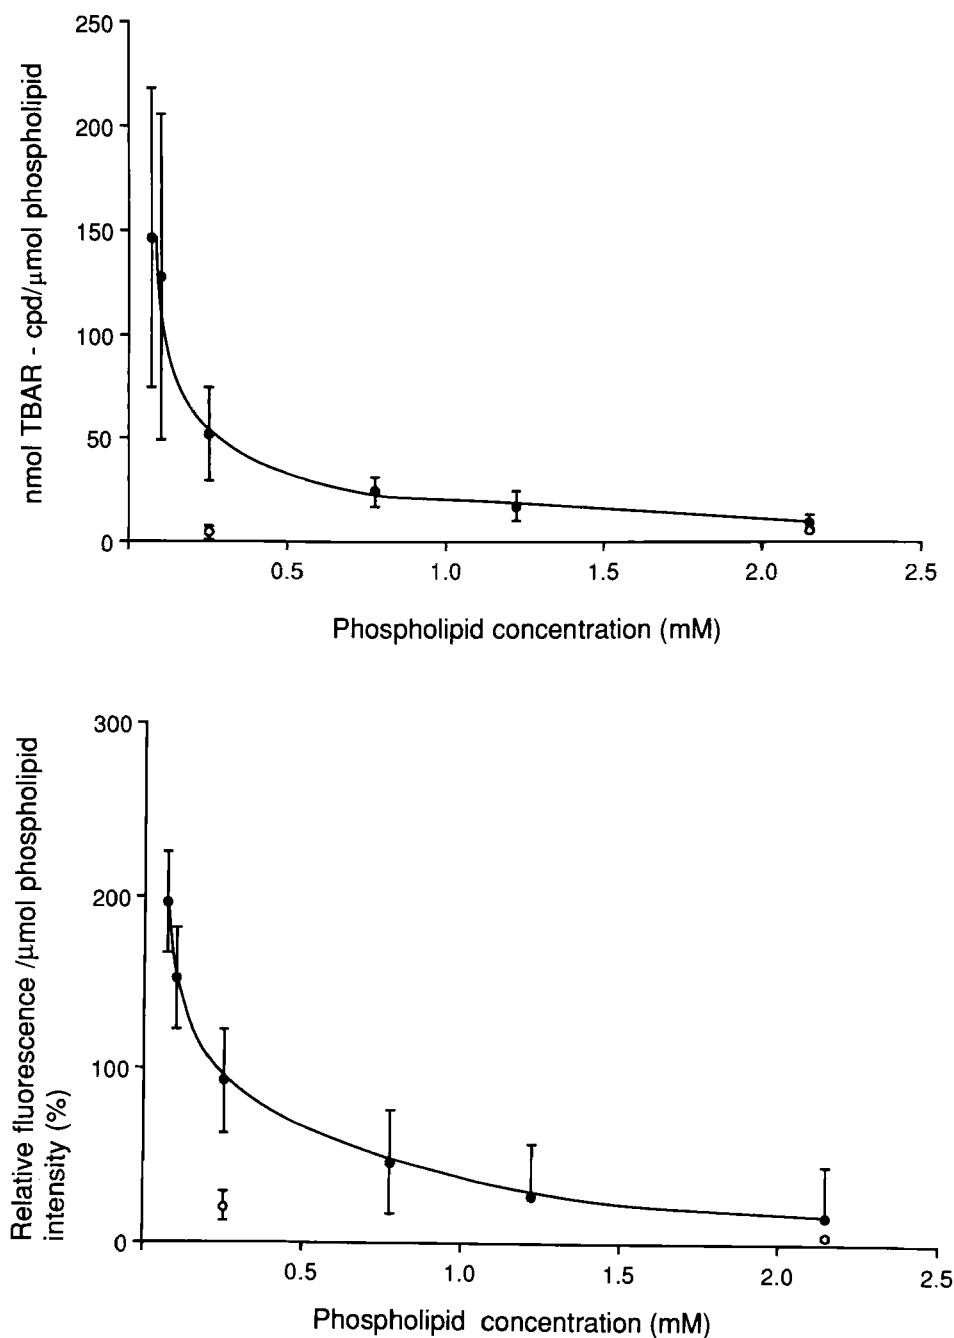 250
200
150
100
50
0
nmol TBAR - cpd/μmol phospholipid
0.5 1.0 1.5 2.0 2.5
Phospholipid concentration (mM)
300
200
100
0
Relative fluorescence /μmol phospholipid
intensity (%)
0.5 1.0 1.5 2.0 2.5
Phospholipid concentration (mM)